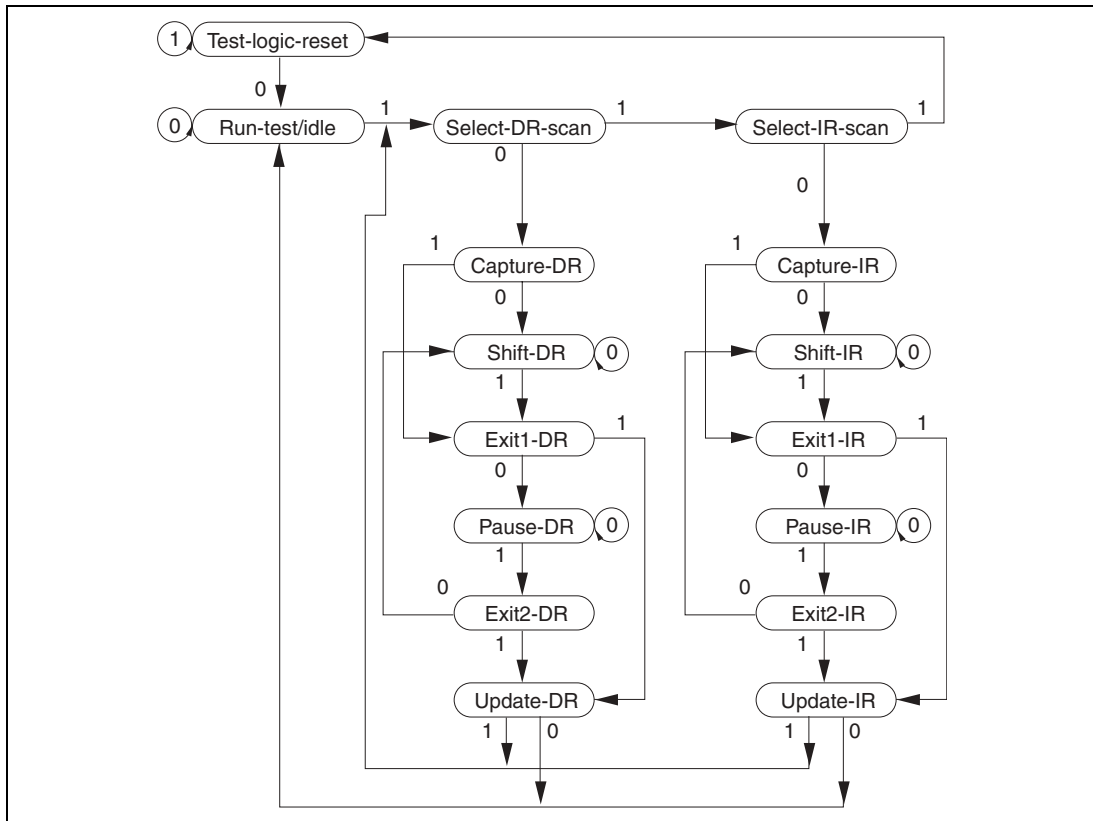 1 Test-logic-reset
0
0 Run-test/idle 1 Select-DR-scan 1 Select-IR-scan 1
0 0
1 1
Capture-DR Capture-IR
0 0
Shift-DR 0 Shift-IR 0
1 1
Exit1-DR 1 Exit1-IR 1
0 0
Pause-DR 0 Pause-IR 0
1 1
0 0
Exit2-DR Exit2-IR
1 1
Update-DR Update-IR
1 0 1 0